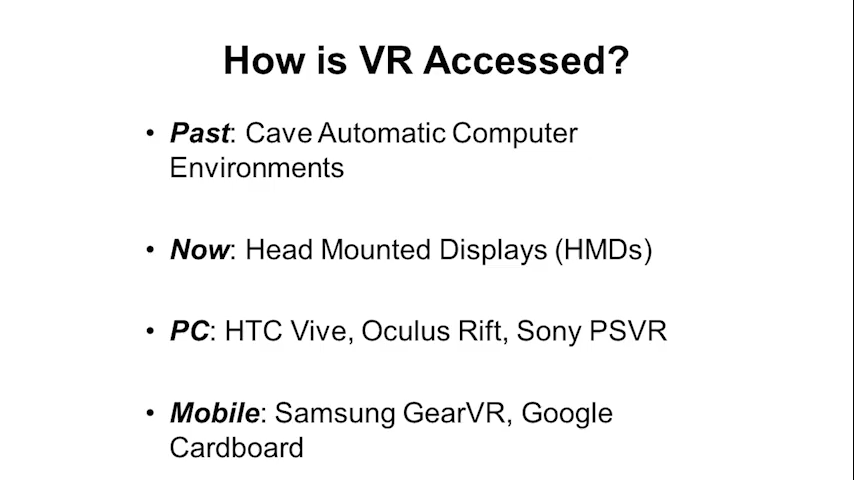 How is VR Accessed?
• Past: Cave Automatic Computer
Environments
• Now: Head Mounted Displays (HMDs)
• PC: HTC Vive, Oculus Rift, Sony PSVR
• Mobile: Samsung GearVR, Google
Cardboard